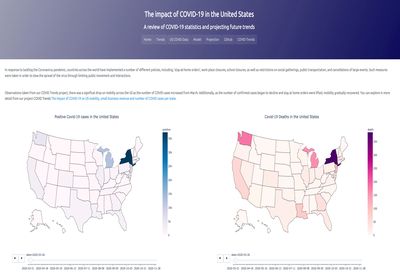 The impact of COVID-19 in the United States
A review of COVID-19 statistics and projecting future trends
Home Trends US COVID Data Models Projection GitHub COVID-Trends
In response to tackling the Coronavirus pandemic, countries across the world have implemented a number of different policies, including, 'stay at home orders', work place closures, school closures, as well as restrictions on social gatherings, public transportation, and cancellations of large events. Such measures
were taken in order to slow the spread of the virus through limiting public movement and interactions.
Observations taken from our COVID Trends project, there was a significant drop on mobility across the US as the number of COVID cases increased from March. Additionally, as the number of confirmed cases began to decline and stay at home orders were lifted, mobility gradually recovered. You can explore in more
detail from our project COVID Trends: The impact of COVID-19 on US mobility, small business revenue and number of COVID cases per state.
Positive Covid-19 cases in the United States
Covid-19 Deaths in the United States
positive
death